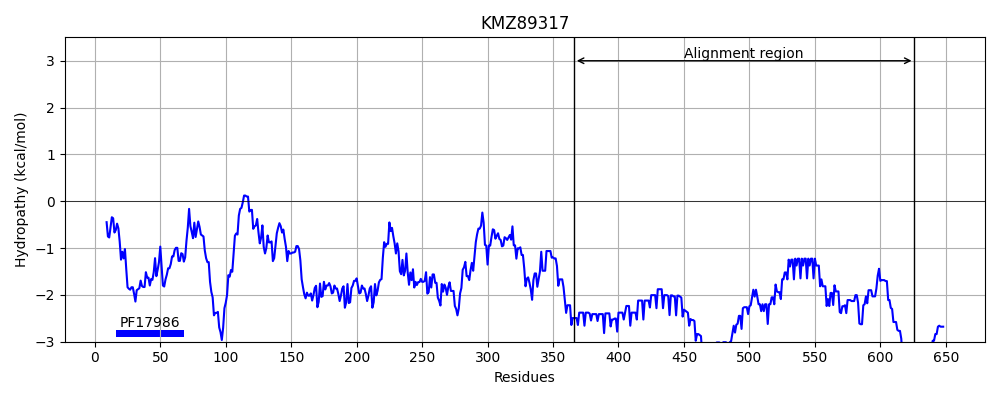 KMZ89317
Alignment region
PF17986
Hydropathy (kcal/mol)
3
2
1
0
−1
−2
−3
0 50 100 150 200 250 300 350 400 450 500 550 600 650
Residues